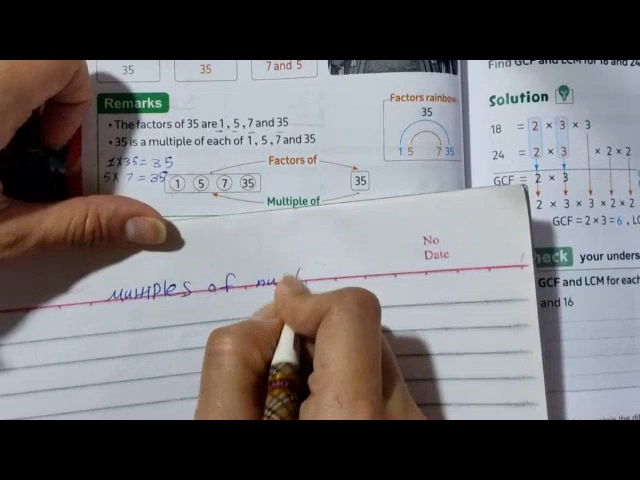 35
35
7 and 5
Find GCF and LCM for 18 and 24
Remarks
• The factors of 35 are 1, 5, 7 and 35
• 35 is a multiple of each of 1, 5, 7 and 35
1 x 35 = 35
5 x 7 = 35
Factors of
1 5 7 35
35
Multiple of
Factors rainbow
35
1 5 7 35
Solution
18 = 2 × 3 × 3
24 = 2 × 3 × 2 × 2
GCF = 2 × 3
2 × 3 × 3 × 2 × 2
GCF = 2 × 3 = 6 , LC
heck your unders
GCF and LCM for each
and 16
No
Date
Multiples of